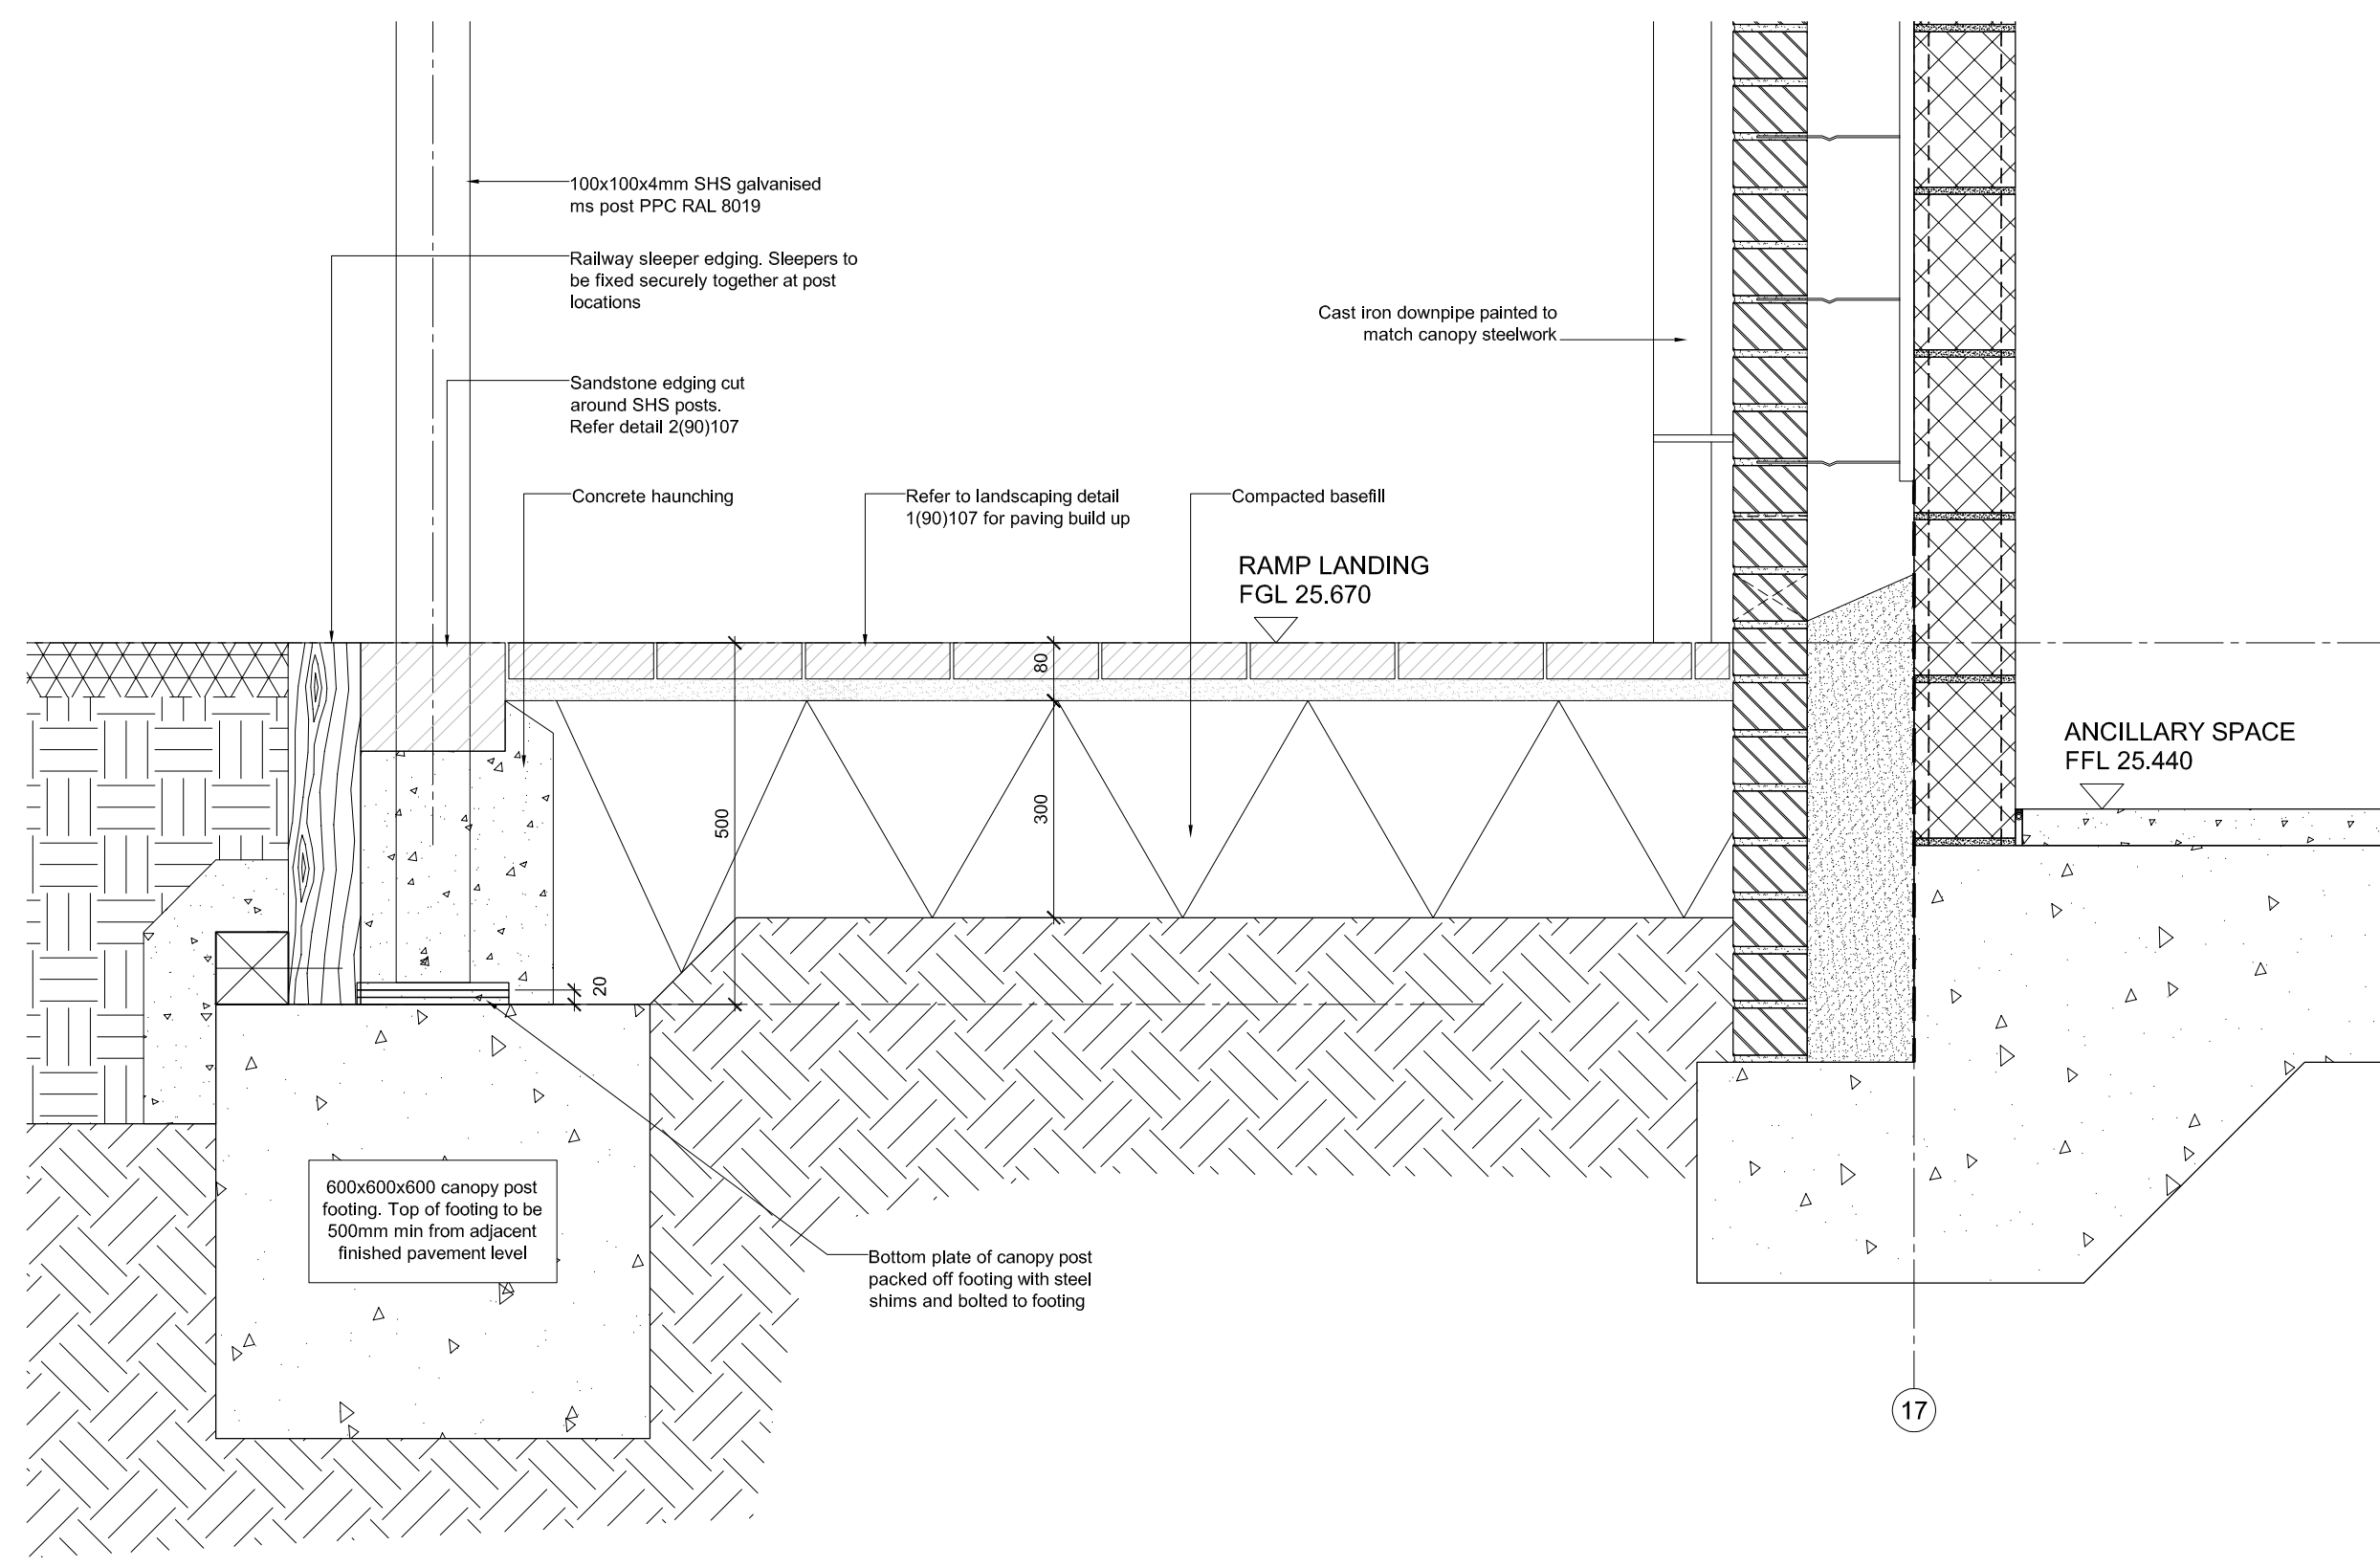 100x100x4mm SHS galvanised
ms post PPC RAL 8019
Railway sleeper edging. Sleepers to
be fixed securely together at post
locations
Cast iron downpipe painted to
match canopy steelwork
Sandstone edging cut
around SHS posts.
Refer detail 2(90)107
Concrete haunching
Refer to landscaping detail
1(90)107 for paving build up
Compacted basefill
RAMP LANDING
FGL 25.670
80
ANCILLARY SPACE
FFL 25.440
500
300
20
600x600x600 canopy post
footing. Top of footing to be
500mm min from adjacent
finished pavement level
Bottom plate of canopy post
packed off footing with steel
shims and bolted to footing
17